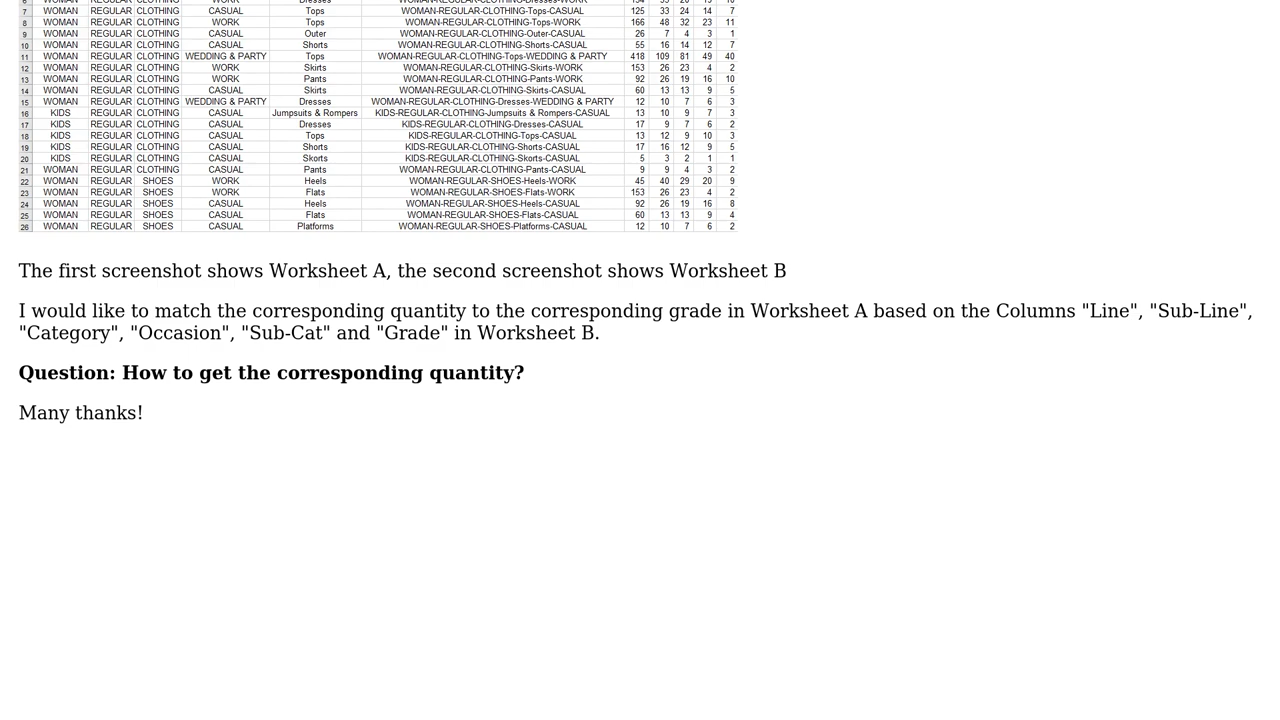 7 WOMAN REGULAR CLOTHING CASUAL Tops WOMAN-REGULAR-CLOTHING-Tops-CASUAL 125 33 24 14 7
8 WOMAN REGULAR CLOTHING WORK Tops WOMAN-REGULAR-CLOTHING-Tops-WORK 166 48 32 23 11
9 WOMAN REGULAR CLOTHING CASUAL Outer WOMAN-REGULAR-CLOTHING-Outer-CASUAL 26 7 4 3 1
10 WOMAN REGULAR CLOTHING CASUAL Shorts WOMAN-REGULAR-CLOTHING-Shorts-CASUAL 55 16 14 12 7
11 WOMAN REGULAR CLOTHING WEDDING & PARTY Tops WOMAN-REGULAR-CLOTHING-Tops-WEDDING & PARTY 418 109 81 49 40
12 WOMAN REGULAR CLOTHING WORK Skirts WOMAN-REGULAR-CLOTHING-Skirts-WORK 153 26 23 4 2
13 WOMAN REGULAR CLOTHING WORK Pants WOMAN-REGULAR-CLOTHING-Pants-WORK 92 26 19 16 10
14 WOMAN REGULAR CLOTHING CASUAL Skirts WOMAN-REGULAR-CLOTHING-Skirts-CASUAL 60 13 13 9 5
15 WOMAN REGULAR CLOTHING WEDDING & PARTY Dresses WOMAN-REGULAR-CLOTHING-Dresses-WEDDING & PARTY 12 10 7 6 3
16 KIDS REGULAR CLOTHING CASUAL Jumpsuits & Rompers KIDS-REGULAR-CLOTHING-Jumpsuits & Rompers-CASUAL 13 10 9 7 3
17 KIDS REGULAR CLOTHING CASUAL Dresses KIDS-REGULAR-CLOTHING-Dresses-CASUAL 17 9 7 6 2
18 KIDS REGULAR CLOTHING CASUAL Tops KIDS-REGULAR-CLOTHING-Tops-CASUAL 13 12 9 10 3
19 KIDS REGULAR CLOTHING CASUAL Shorts KIDS-REGULAR-CLOTHING-Shorts-CASUAL 17 16 12 9 5
20 KIDS REGULAR CLOTHING CASUAL Skorts KIDS-REGULAR-CLOTHING-Skorts-CASUAL 5 3 2 1 1
21 WOMAN REGULAR CLOTHING CASUAL Pants WOMAN-REGULAR-CLOTHING-Pants-CASUAL 9 9 4 3 2
22 WOMAN REGULAR SHOES WORK Heels WOMAN-REGULAR-SHOES-Heels-WORK 45 40 29 20 9
23 WOMAN REGULAR SHOES WORK Flats WOMAN-REGULAR-SHOES-Flats-WORK 153 26 23 4 2
24 WOMAN REGULAR SHOES CASUAL Heels WOMAN-REGULAR-SHOES-Heels-CASUAL 92 26 19 16 8
25 WOMAN REGULAR SHOES CASUAL Flats WOMAN-REGULAR-SHOES-Flats-CASUAL 60 13 13 9 4
26 WOMAN REGULAR SHOES CASUAL Platforms WOMAN-REGULAR-SHOES-Platforms-CASUAL 12 10 7 6 2
The first screenshot shows Worksheet A, the second screenshot shows Worksheet B
I would like to match the corresponding quantity to the corresponding grade in Worksheet A based on the Columns "Line", "Sub-Line",
"Category", "Occasion", "Sub-Cat" and "Grade" in Worksheet B.
Question: How to get the corresponding quantity?
Many thanks!